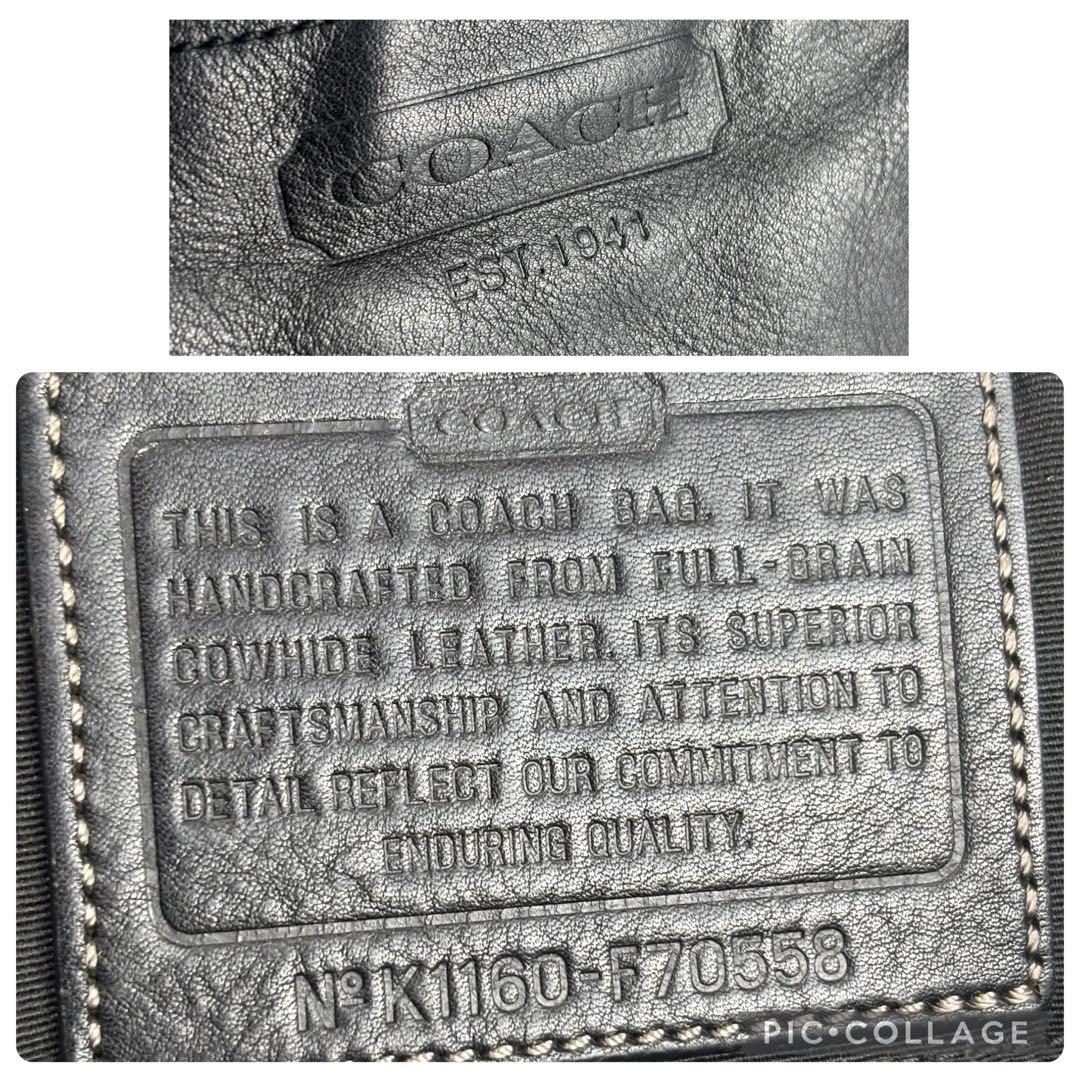 COACH
EST. 1941
COACH
THIS IS A COACH BAG. IT WAS
HANDCRAFTED FROM FULL-GRAIN
COWHIDE LEATHER. ITS SUPERIOR
CRAFTSMANSHIP AND ATTENTION TO
DETAIL REFLECT OUR COMMITMENT TO
ENDURING QUALITY.
Nº K1160-F70558
PIC•COLLAGE